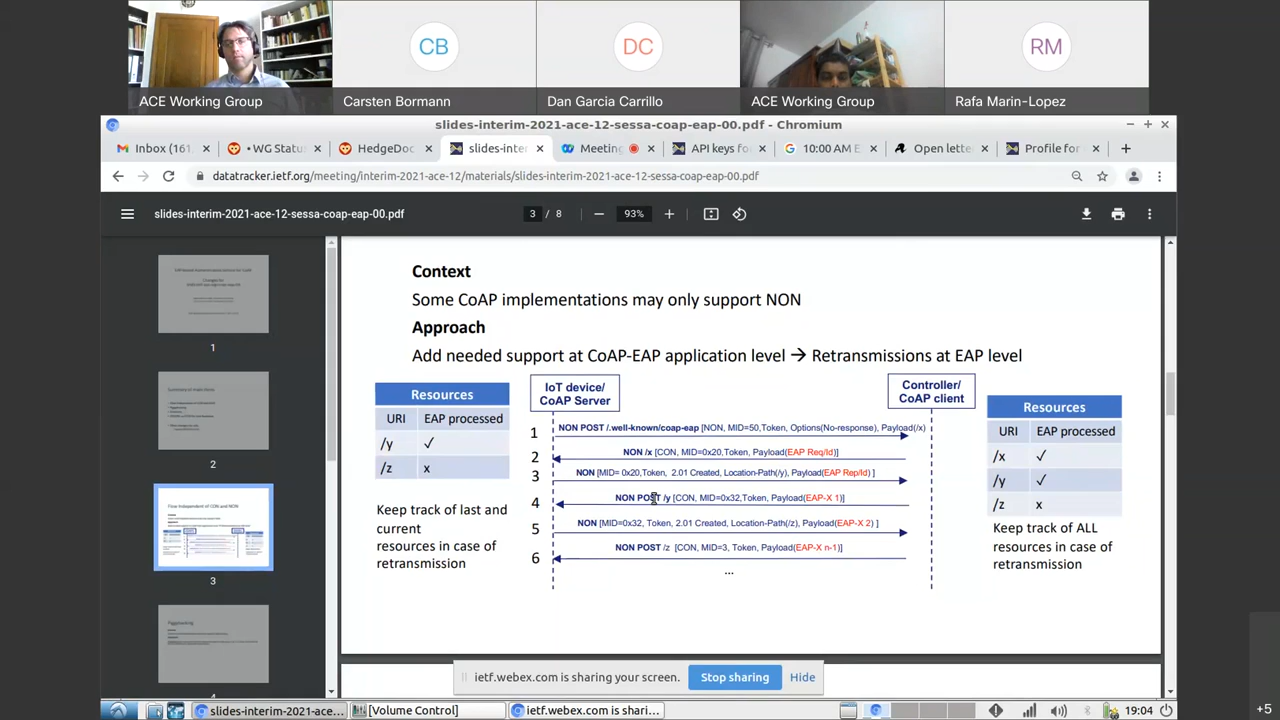 CB
DC
RM
ACE Working Group
Carsten Bormann
Dan Garcia Carrillo
ACE Working Group
Rafa Marin-Lopez
slides-interim-2021-ace-12-sessa-coap-eap-00.pdf - Chromium
Inbox (161,
• WG Status
HedgeDoc
slides-inter
Meeting
API keys for
10:00 AM E
Open letter
Profile for
datatracker.ietf.org/meeting/interim-2021-ace-12/materials/slides-interim-2021-ace-12-sessa-coap-eap-00.pdf
slides-interim-2021-ace-12-sessa-coap-eap-00.pdf
3 / 8
93%
1
2
3
4
Context
Some CoAP implementations may only support NON
Approach
Add needed support at CoAP-EAP application level → Retransmissions at EAP level
Resources
URI EAP processed
/y ✓
/z x
Keep track of last and
current
resources in case of
retransmission
IoT device/
CoAP Server
Controller/
CoAP client
1 NON POST /.well-known/coap-eap [NON, MID=50,Token, Options(No-response), Payload(/x)
2 NON /x [CON, MID=0x20,Token, Payload(EAP Req/Id)]
3 NON [MID= 0x20,Token, 2.01 Created, Location-Path(/y), Payload(EAP Rep/Id) ]
4 NON POST /y [CON, MID=0x32,Token, Payload(EAP-X 1)]
5 NON [MID=0x32, Token, 2.01 Created, Location-Path(/z), Payload(EAP-X 2) ]
6 NON POST /z [CON, MID=3, Token, Payload(EAP-X n-1)]
...
Resources
URI EAP processed
/x ✓
/y ✓
/z x
Keep track of ALL
resources in case of
retransmission
ietf.webex.com is sharing your screen.
Stop sharing
Hide
slides-interim-2021-ace...
[Volume Control]
ietf.webex.com is shari...
19:04
+5